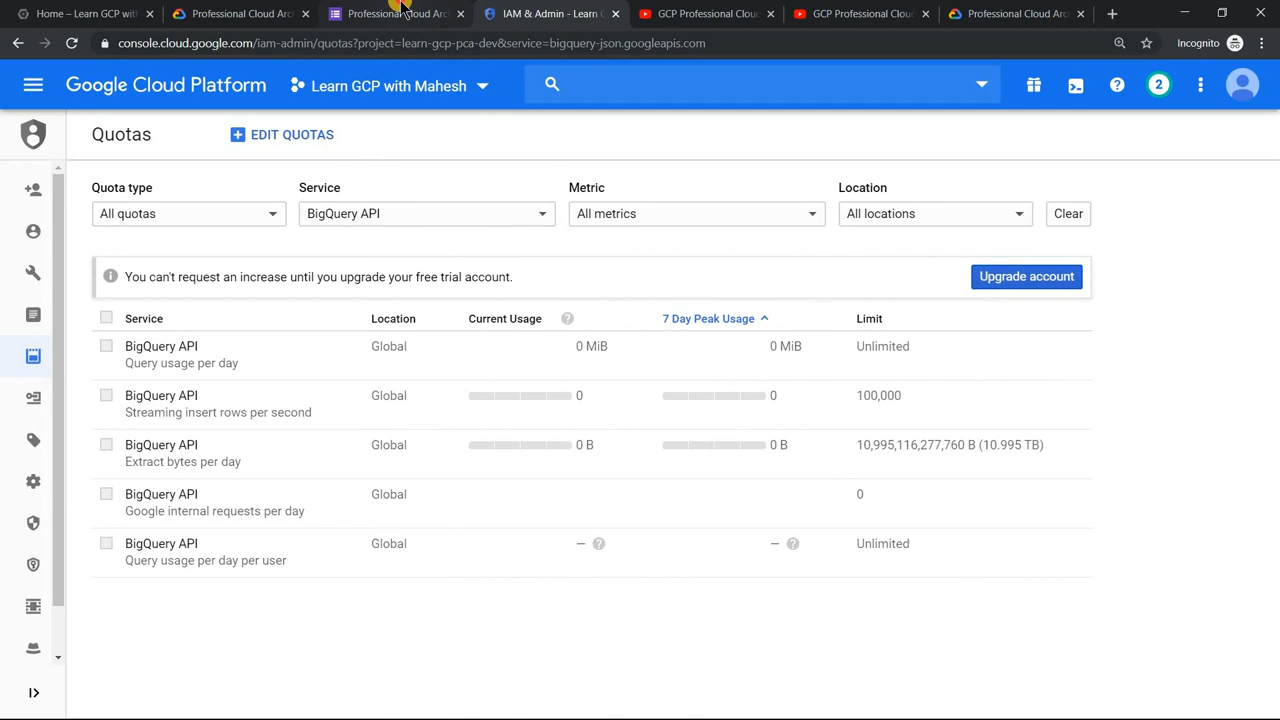 Home – Learn GCP with
Professional Cloud Arc
Professional Cloud Arc
IAM & Admin - Learn G
GCP Professional Cloud
GCP Professional Cloud
Professional Cloud Arc
console.cloud.google.com/iam-admin/quotas?project=learn-gcp-pca-dev&service=bigquery-json.googleapis.com
Incognito
Google Cloud Platform
Learn GCP with Mahesh
2
Quotas
EDIT QUOTAS
Quota type Service Metric Location
All quotas BigQuery API All metrics All locations Clear
You can't request an increase until you upgrade your free trial account. Upgrade account
Service Location Current Usage 7 Day Peak Usage Limit
BigQuery API Global 0 MiB 0 MiB Unlimited
Query usage per day
BigQuery API Global 0 0 100,000
Streaming insert rows per second
BigQuery API Global 0 B 0 B 10,995,116,277,760 B (10.995 TB)
Extract bytes per day
BigQuery API Global 0
Google internal requests per day
BigQuery API Global – – Unlimited
Query usage per day per user